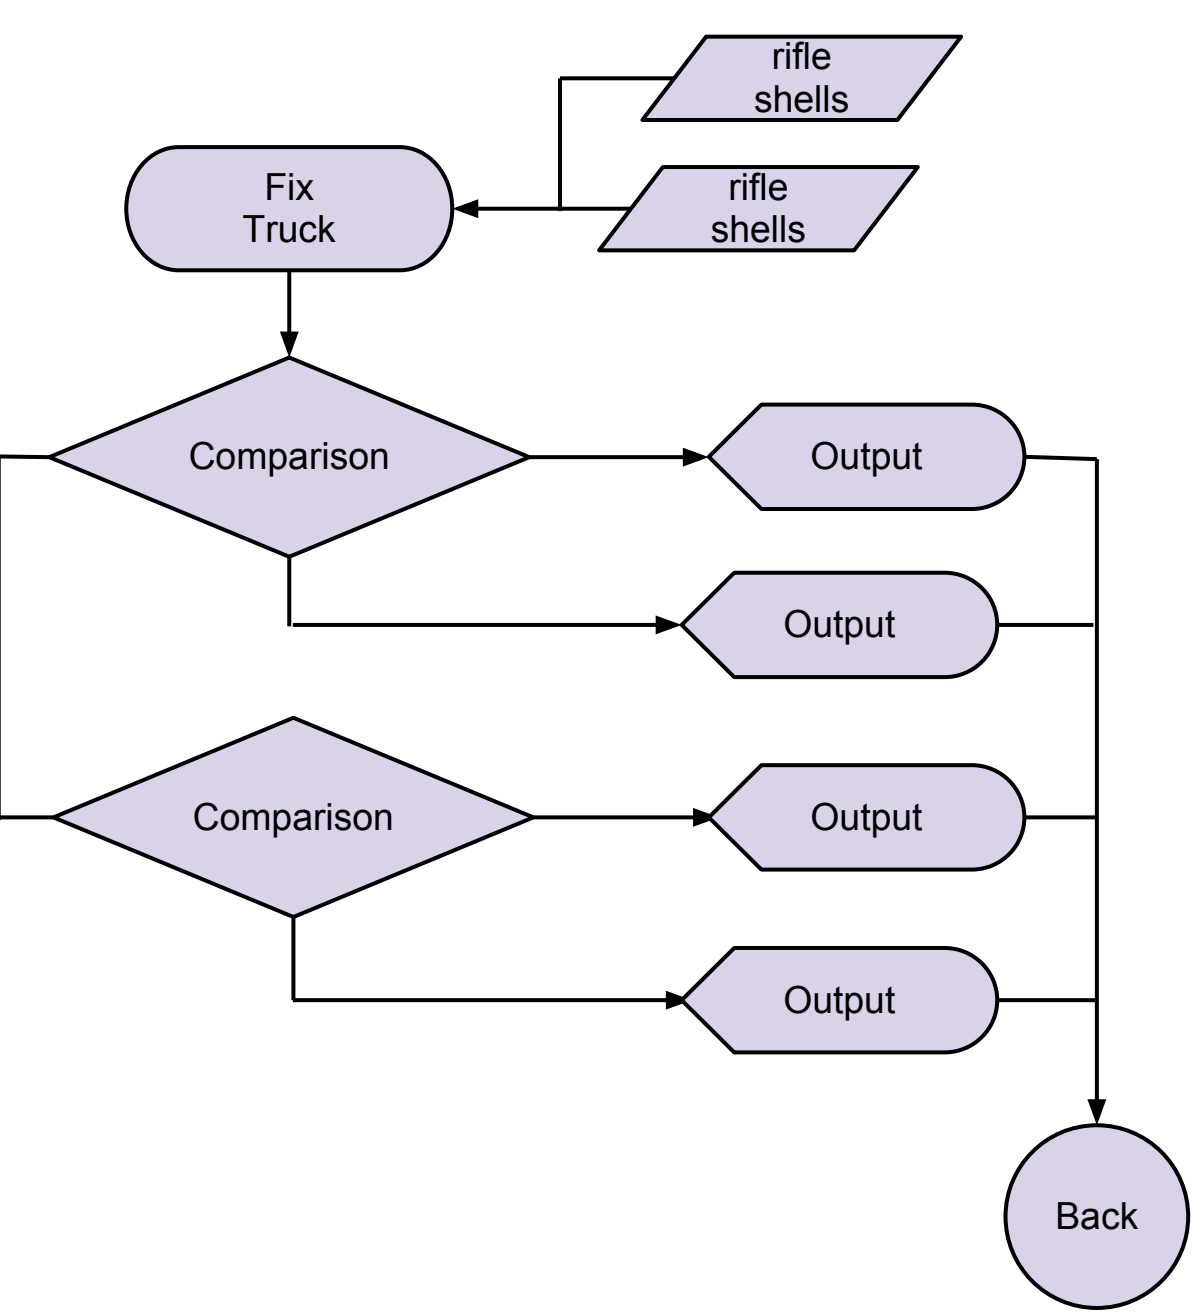 rifle
shells
Fix
Truck
rifle
shells
Comparison
Output
Output
Comparison
Output
Output
Back